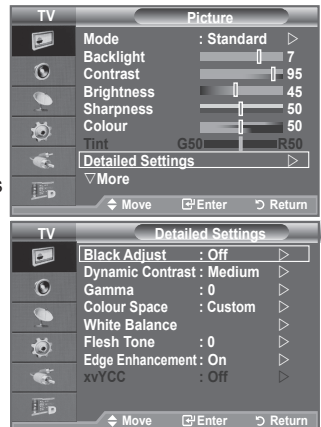 TV Picture
Mode : Standard ▷
Backlight 7
Contrast 95
Brightness 45
Sharpness 50
Colour 50
Tint G50 R50
Detailed Settings ▷
▽More
Move Enter Return
TV Detailed Settings
Black Adjust : Off ▷
Dynamic Contrast : Medium ▷
Gamma : 0 ▷
Colour Space : Custom ▷
White Balance ▷
Flesh Tone : 0 ▷
Edge Enhancement : On ▷
xvYCC : Off ▷
Move Enter Return